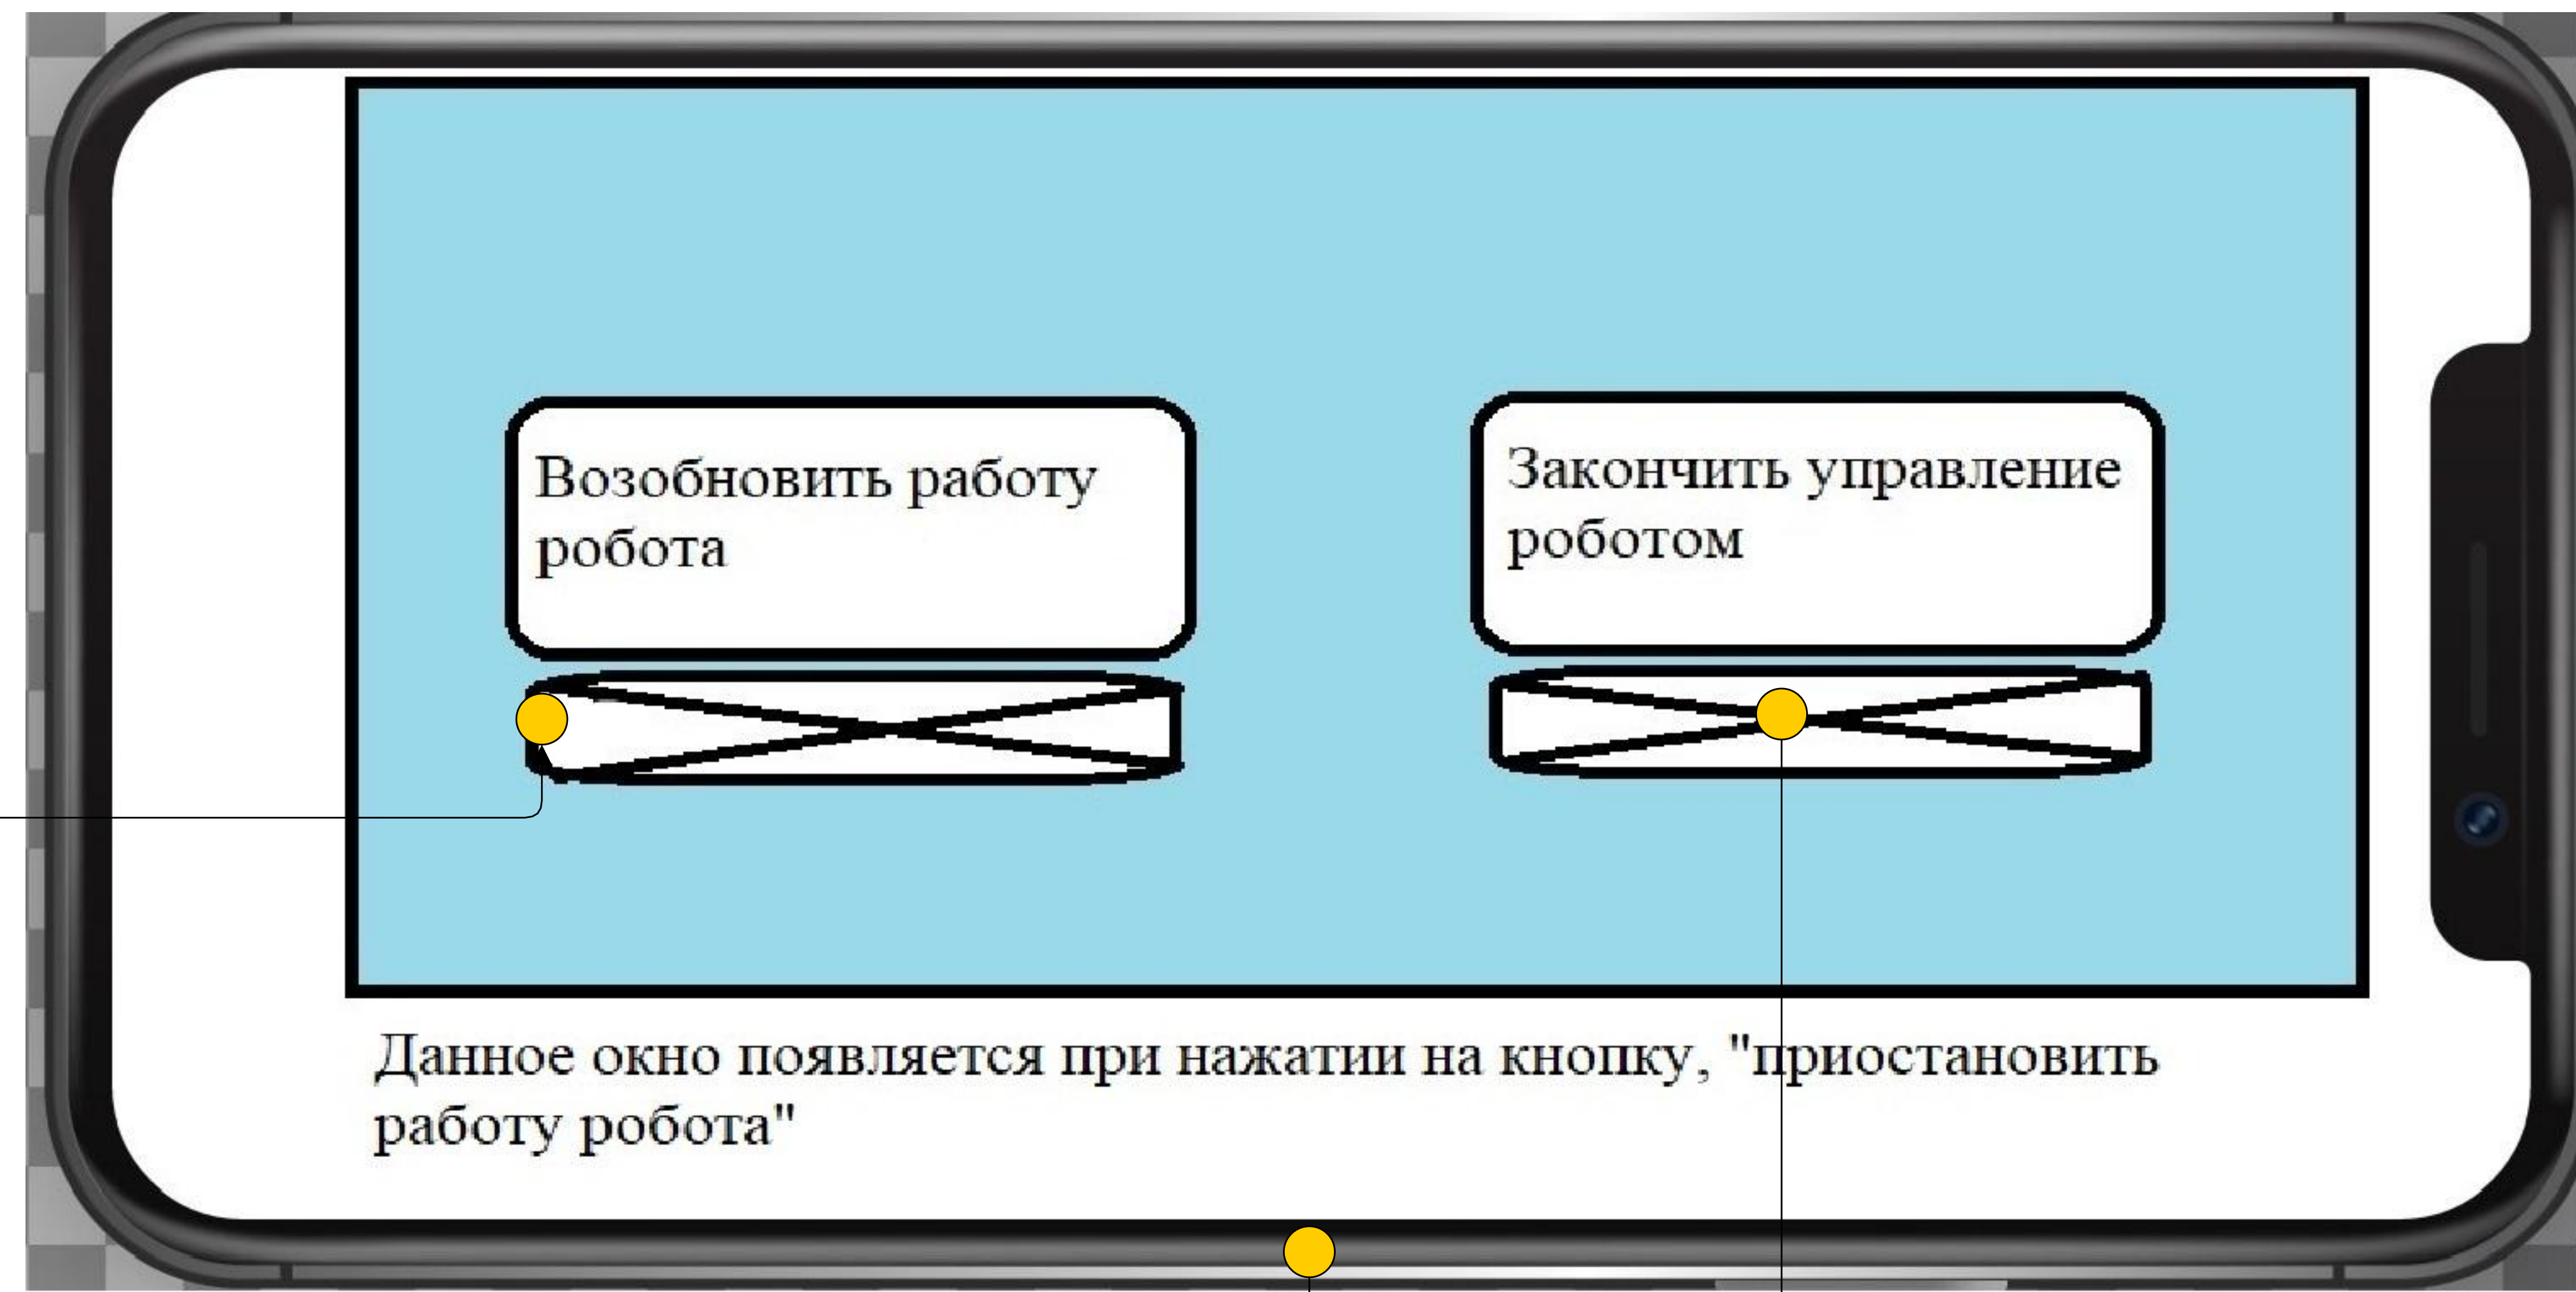 Возобновить работу
робота
Закончить управление
роботом
Данное окно появляется при нажатии на кнопку, "приостановить
работу робота"